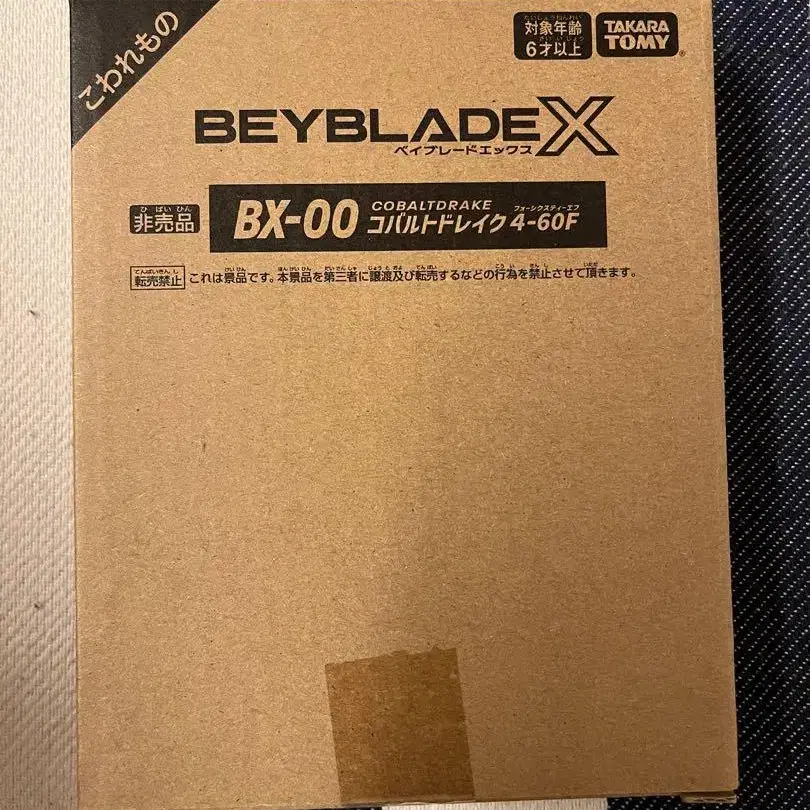 こわれもの
対象年齢
6才以上
TAKARA
TOMY
BEYBLADE X
ベイブレードエックス
非売品
BX-00
COBALTDRAKE
フォーシックスティーエフ
コバルトドレイク 4-60F
転売禁止 これは景品です。本景品を第三者に譲渡及び転売するなどの行為を禁止させて頂きます。